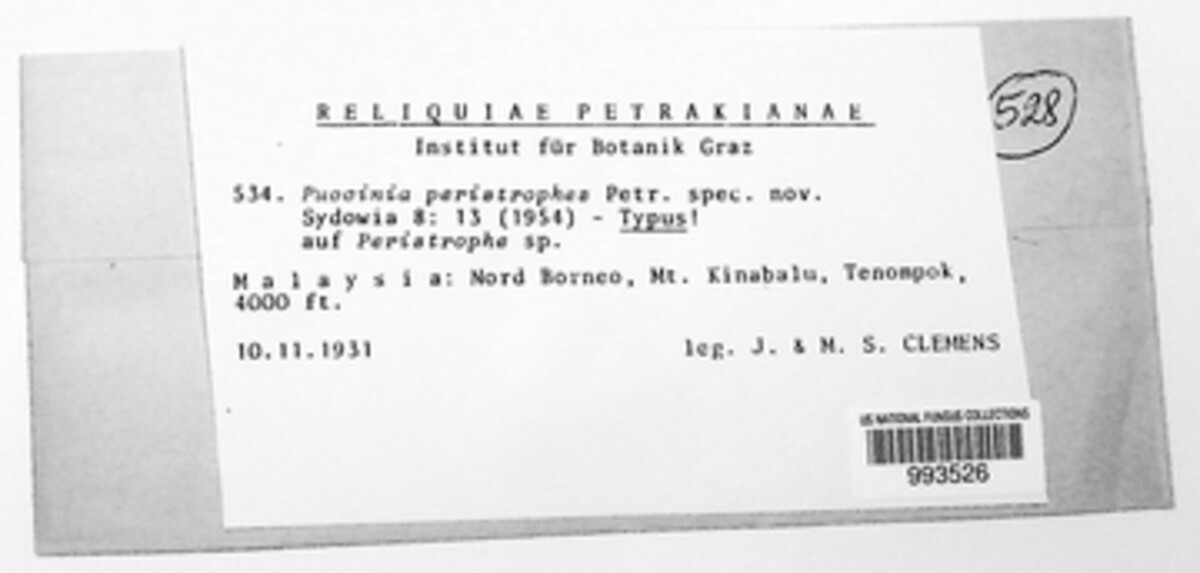 RELIQUIAE PETRAKIANAE
Institut für Botanik Graz
534. Puccinia peristrophes Petr. spec. nov.
Sydowia 8: 13 (1954) - Typus!
auf Peristrophe sp.
Malaysia: Nord Borneo, Mt. Kinabalu, Tenompok,
4000 ft.
10.11.1931 leg. J. & M. S. CLEMENS
528
US NATIONAL FUNGUS COLLECTIONS
993526